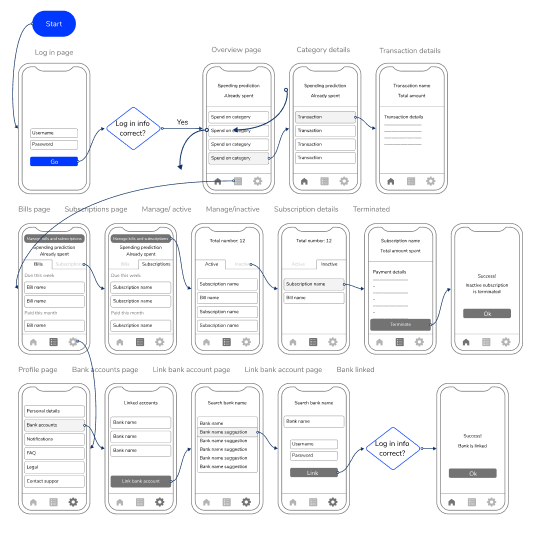 Start
Log in page
Overview page
Category details
Transaction details
Username
Password
Go
Log in info
correct?
Yes
Spending prediction
Already spent
Spend on category
Spend on category
Spend on category
Spend on category
Spending prediction
Already spent
Transaction
Transaction
Transaction
Transaction
Transaction name
Total amount
Transaction details
Bills page
Subscriptions page
Manage/ active
Manage/inactive
Subscription details
Terminated
Manage bills and subscriptions
Spending prediction
Already spent
Bills
Subscriptions
Due this week
Bill name
Bill name
Paid this month
Bill name
Manage bills and subscriptions
Spending prediction
Already spent
Bills
Subscriptions
Due this week
Subscription name
Subscription name
Paid this month
Subscription name
Total number: 12
Active
Inactive
Subscription name
Bill name
Subscription name
Subscription name
Total number: 12
Active
Inactive
Subscription name
Bill name
Subscription name
Total amount spent
Payment details
Terminate
Success!
Inactive subscription
is terminated!
Ok
Profile page
Bank accounts page
Link bank account page
Link bank account page
Bank linked
Personal details
Bank accounts
Notifications
FAQ
Legal
Contact suppor
Linked accounts
Bank name
Bank name
Bank name
Link bank account
Search bank name
Bank name
Bank name suggestion
Bank name suggestion
Bank name suggestion
Bank name suggestion
Bank name suggestion
Search bank name
Bank name
Username
Password
Link
Log in info
correct?
Success!
Bank is linked
Ok